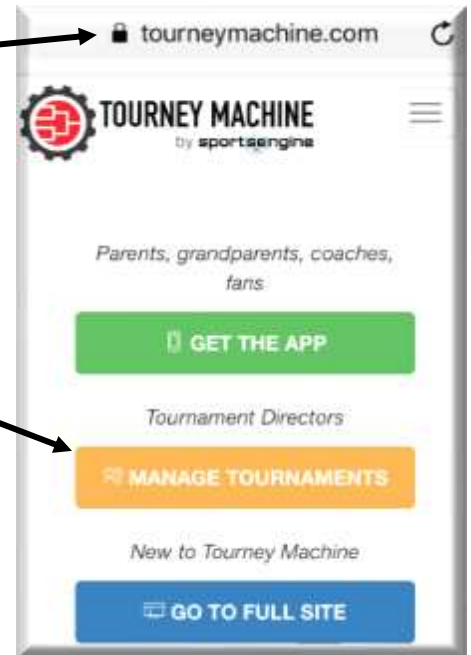 tourneymachine.com
TOURNEY MACHINE
by sportsengine
Parents, grandparents, coaches,
fans
GET THE APP
Tournament Directors
MANAGE TOURNAMENTS
New to Tourney Machine
GO TO FULL SITE